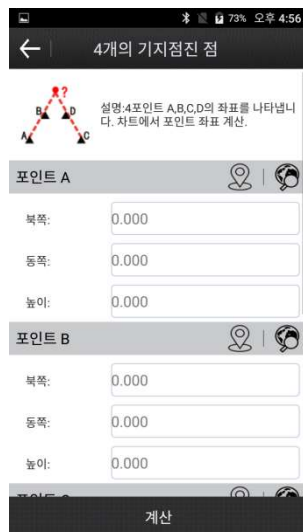 73% 오후 4:56
4개의 기지점진 점
?
B D
A C
설명:4포인트 A,B,C,D의 좌표를 나타냅니
다. 차트에서 포인트 좌표 계산.
포인트 A
북쪽: 0.000
동쪽: 0.000
높이: 0.000
포인트 B
북쪽: 0.000
동쪽: 0.000
높이: 0.000
계산